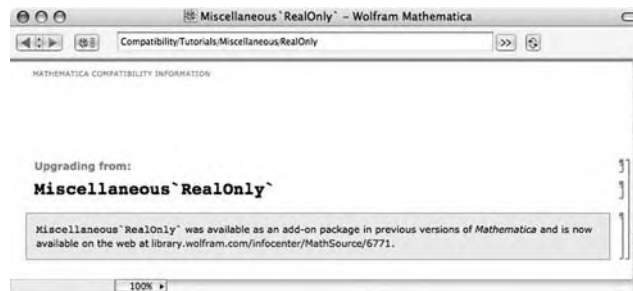 Miscellaneous`RealOnly` – Wolfram Mathematica
Compatibility/Tutorials/Miscellaneous/RealOnly
>>
MATHEMATICA COMPATIBILITY INFORMATION
Upgrading from:
Miscellaneous`RealOnly`
Miscellaneous`RealOnly` was available as an add-on package in previous versions of Mathematica and is now
available on the web at library.wolfram.com/infocenter/MathSource/6771.
100%